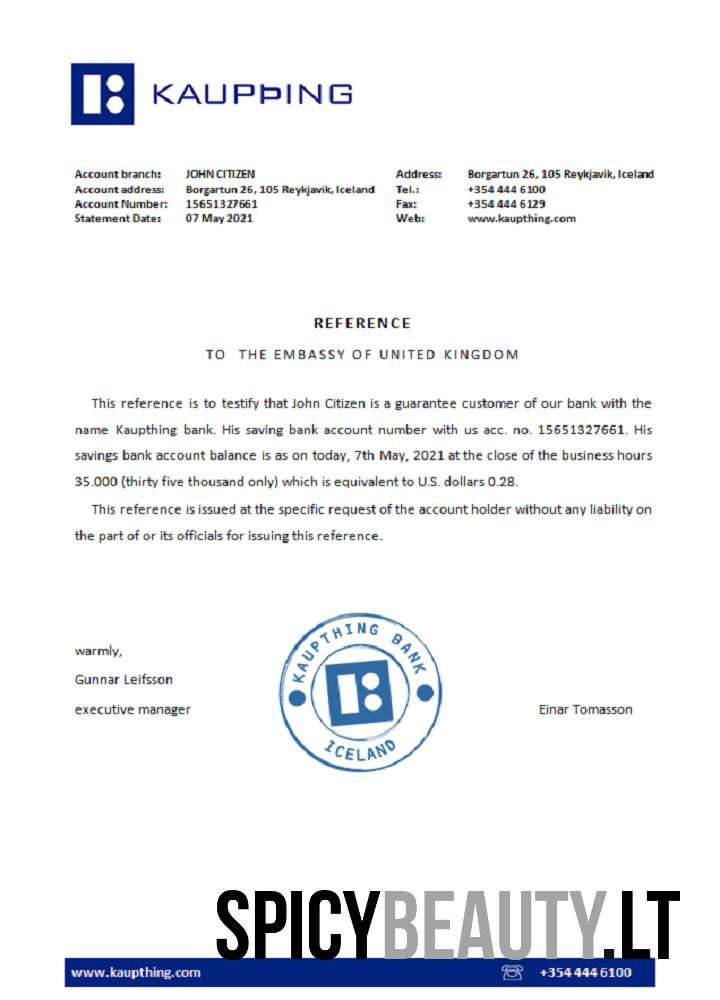 KAUPÞING
Account branch: JOHN CITIZEN
Account address: Borgartun 26, 105 Reykjavik, Iceland
Account Number: 15651327661
Statement Date: 07 May 2021
Address: Borgartun 26, 105 Reykjavik, Iceland
Tel.: +354 444 6100
Fax: +354 444 6129
Web: www.kaupthing.com
REFERENCE
TO THE EMBASSY OF UNITED KINGDOM
This reference is to testify that John Citizen is a guarantee customer of our bank with the
name Kaupthing bank. His saving bank account number with us acc. no. 15651327661. His
savings bank account balance is as on today, 7th May, 2021 at the close of the business hours
35.000 (thirty five thousand only) which is equivalent to U.S. dollars 0.28.
This reference is issued at the specific request of the account holder without any liability on
the part of or its officials for issuing this reference.
warmly,
Gunnar Leifsson
executive manager
KAUPTHING BANK
ICELAND
Einar Tomasson
SPICYBEAUTY.LT
www.kaupthing.com
+354 444 6100